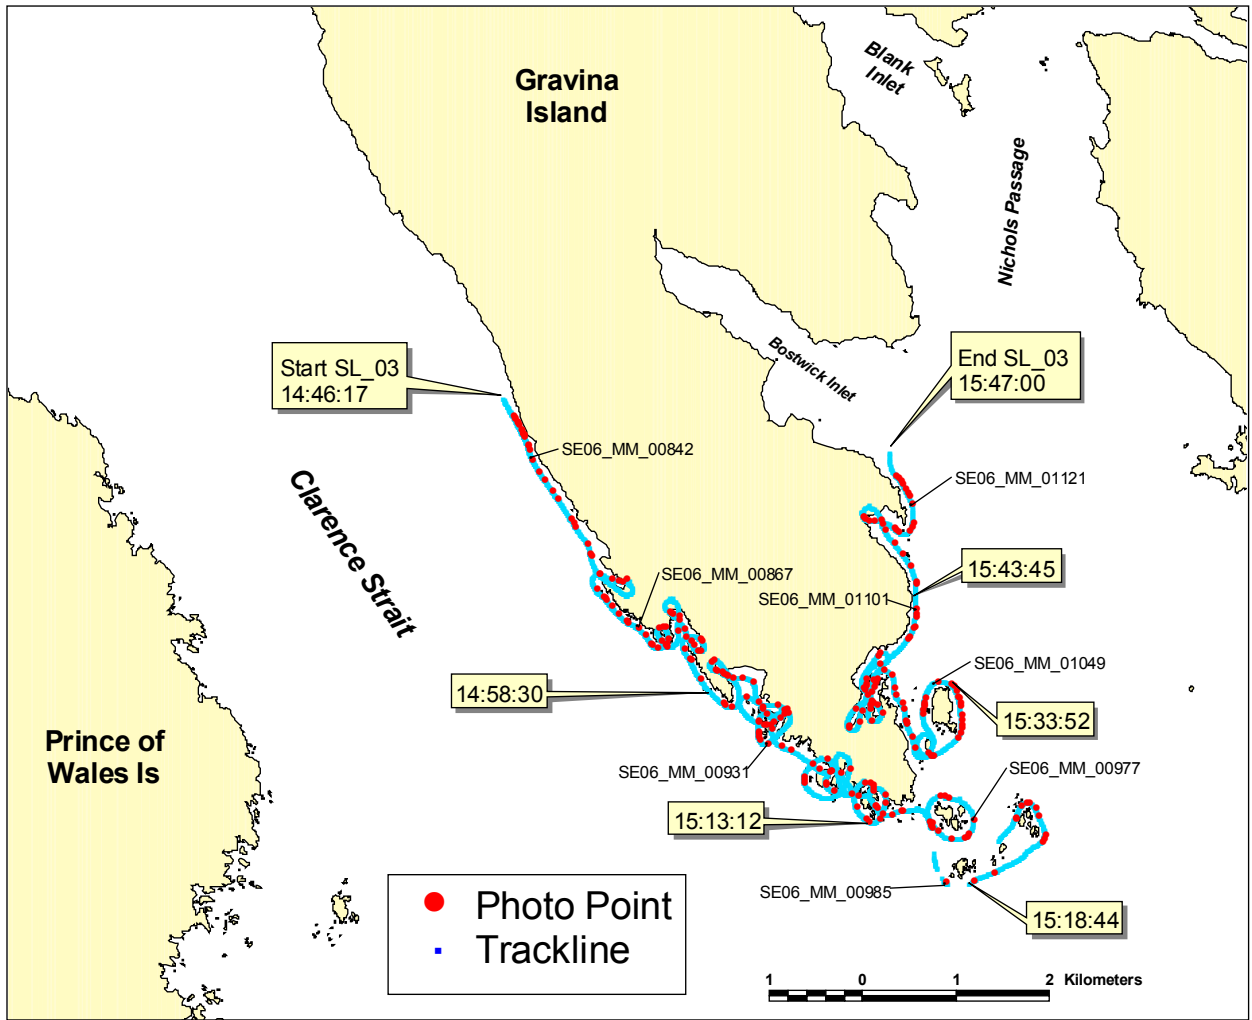 Blank
Inlet
Gravina
Island
Nichols Passage
Bostwick Inlet
Start SL_03
14:46:17
End SL_03
15:47:00
SE06_MM_00842
SE06_MM_01121
Clarence Strait
15:43:45
SE06_MM_00867
SE06_MM_01101
SE06_MM_01049
14:58:30
15:33:52
Prince of
Wales Is
SE06_MM_00931
SE06_MM_00977
15:13:12
SE06_MM_00985
15:18:44
Photo Point
Trackline
1 0 1 2 Kilometers